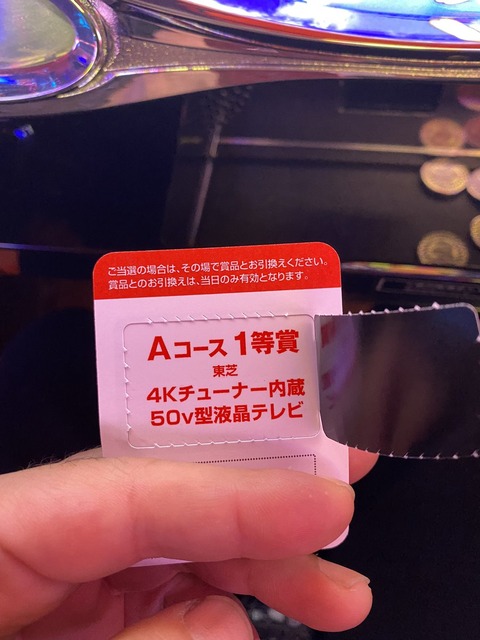 ご当選の場合は、その場で賞品とお引換えください。
賞品とのお引換えは、当日のみ有効となります。
Aコース 1等賞
東芝
4Kチューナー内蔵
50v型液晶テレビ